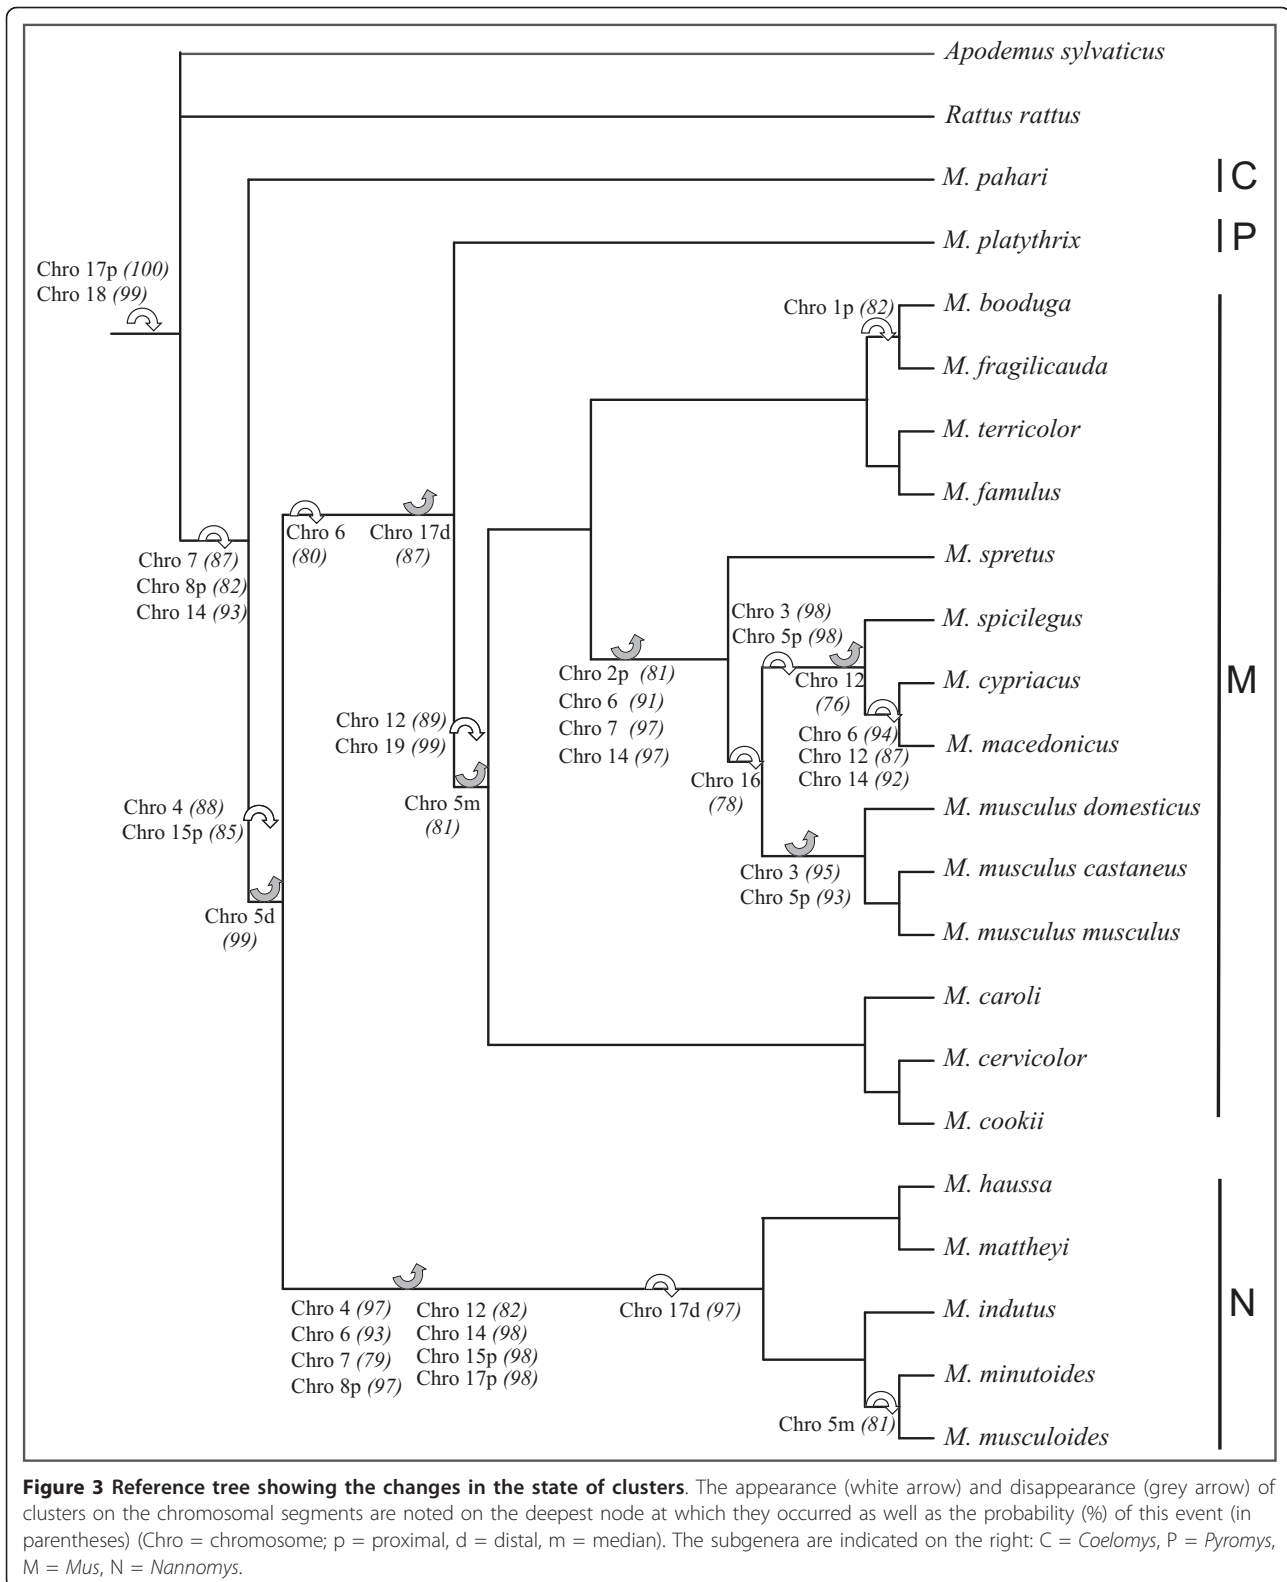 Apodemus sylvaticus
Rattus rattus
M. pahari
C
M. platythrix
P
Chro 17p (100)
Chro 18 (99)
Chro 1p (82)
M. booduga
M. fragilicauda
M. terricolor
M. famulus
Chro 6
(80)
Chro 17d
(87)
Chro 7 (87)
Chro 8p (82)
Chro 14 (93)
M. spretus
Chro 3 (98)
Chro 5p (98)
M. spicilegus
Chro 2p (81)
Chro 6 (91)
Chro 7 (97)
Chro 14 (97)
Chro 12
(76)
M. cypriacus
M
Chro 12 (89)
Chro 19 (99)
Chro 6 (94)
Chro 12 (87)
Chro 14 (92)
M. macedonicus
Chro 16
(78)
Chro 5m
(81)
Chro 4 (88)
Chro 15p (85)
M. musculus domesticus
Chro 3 (95)
Chro 5p (93)
M. musculus castaneus
Chro 5d
(99)
M. musculus musculus
M. caroli
M. cervicolor
M. cookii
M. haussa
M. mattheyi
Chro 4 (97)
Chro 6 (93)
Chro 7 (79)
Chro 8p (97)
Chro 12 (82)
Chro 14 (98)
Chro 15p (98)
Chro 17p (98)
Chro 17d (97)
M. indutus
N
M. minutoides
Chro 5m (81)
M. musculoides
Figure 3 Reference tree showing the changes in the state of clusters. The appearance (white arrow) and disappearance (grey arrow) of
clusters on the chromosomal segments are noted on the deepest node at which they occurred as well as the probability (%) of this event (in
parentheses) (Chro = chromosome; p = proximal, d = distal, m = median). The subgenera are indicated on the right: C = Coelomys, P = Pyromys,
M = Mus, N = Nannomys.